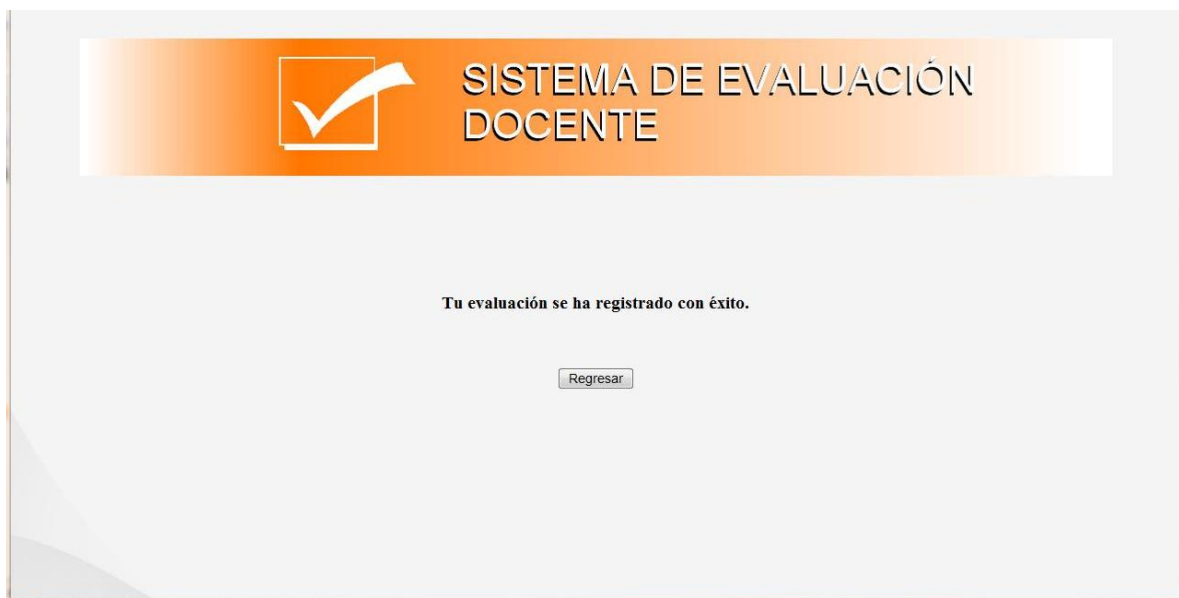 SISTEMA DE EVALUACIÓN
DOCENTE
Tu evaluación se ha registrado con éxito.
Regresar